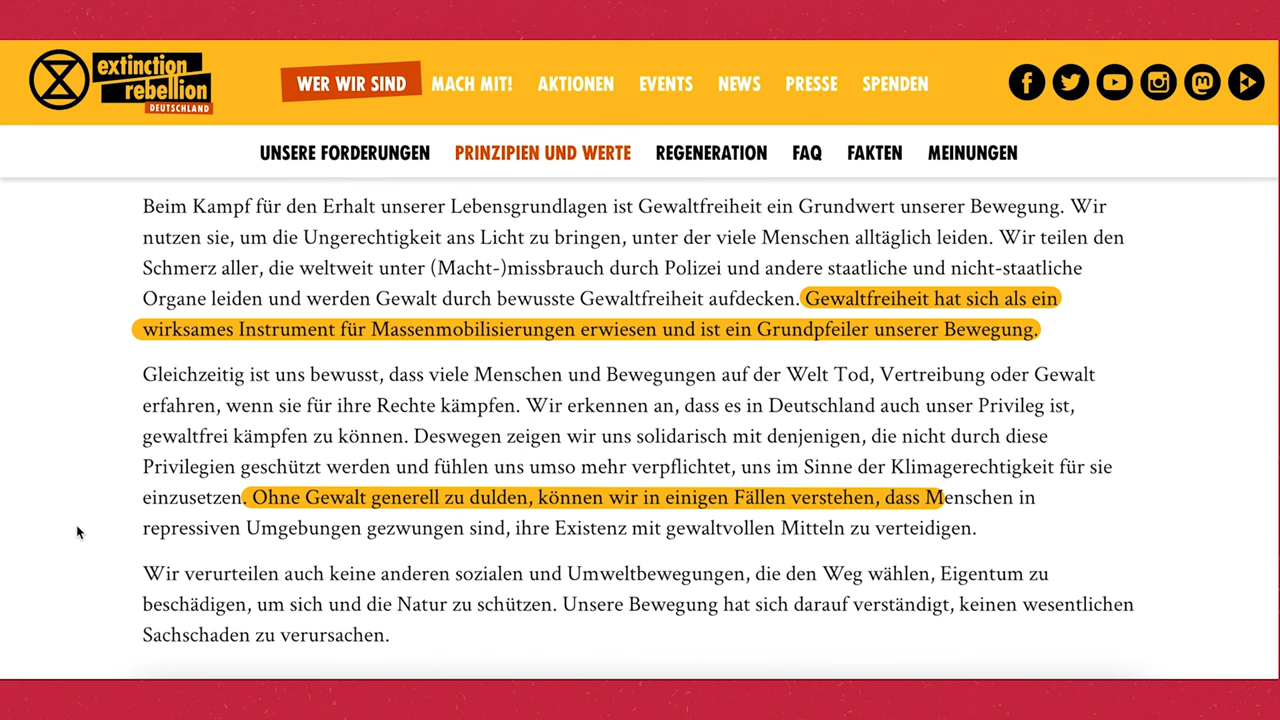 extinction
rebellion
DEUTSCHLAND
WER WIR SIND MACH MIT! AKTIONEN EVENTS NEWS PRESSE SPENDEN
UNSERE FORDERUNGEN PRINZIPIEN UND WERTE REGENERATION FAQ FAKTEN MEINUNGEN
Beim Kampf für den Erhalt unserer Lebensgrundlagen ist Gewaltfreiheit ein Grundwert unserer Bewegung. Wir
nutzen sie, um die Ungerechtigkeit ans Licht zu bringen, unter der viele Menschen alltäglich leiden. Wir teilen den
Schmerz aller, die weltweit unter (Macht-)missbrauch durch Polizei und andere staatliche und nicht-staatliche
Organe leiden und werden Gewalt durch bewusste Gewaltfreiheit aufdecken. Gewaltfreiheit hat sich als ein
wirksames Instrument für Massenmobilisierungen erwiesen und ist ein Grundpfeiler unserer Bewegung.
Gleichzeitig ist uns bewusst, dass viele Menschen und Bewegungen auf der Welt Tod, Vertreibung oder Gewalt
erfahren, wenn sie für ihre Rechte kämpfen. Wir erkennen an, dass es in Deutschland auch unser Privileg ist,
gewaltfrei kämpfen zu können. Deswegen zeigen wir uns solidarisch mit denjenigen, die nicht durch diese
Privilegien geschützt werden und fühlen uns umso mehr verpflichtet, uns im Sinne der Klimagerechtigkeit für sie
einzusetzen. Ohne Gewalt generell zu dulden, können wir in einigen Fällen verstehen, dass Menschen in
repressiven Umgebungen gezwungen sind, ihre Existenz mit gewaltvollen Mitteln zu verteidigen.
Wir verurteilen auch keine anderen sozialen und Umweltbewegungen, die den Weg wählen, Eigentum zu
beschädigen, um sich und die Natur zu schützen. Unsere Bewegung hat sich darauf verständigt, keinen wesentlichen
Sachschaden zu verursachen.